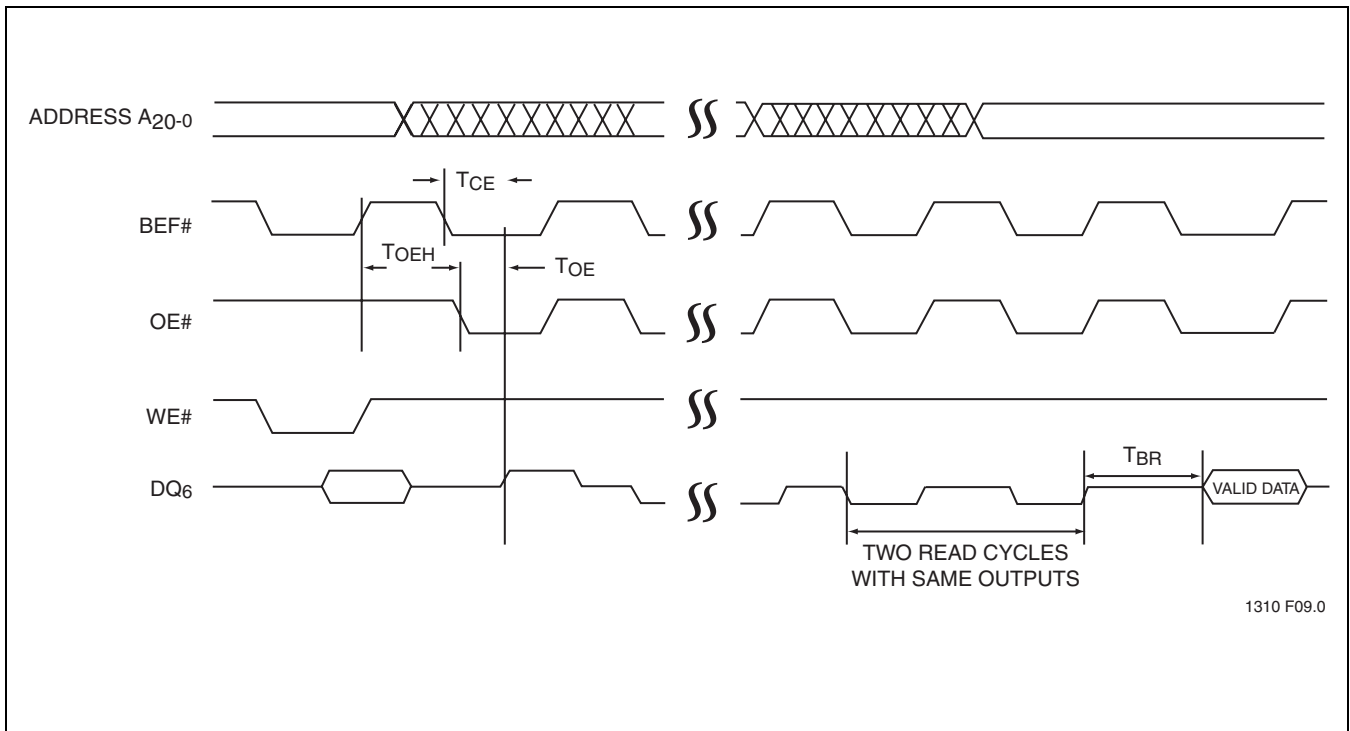 ADDRESS A20-0
TCE
BEF#
TOEH
TOE
OE#
WE#
TBR
DQ6
VALID DATA
TWO READ CYCLES
WITH SAME OUTPUTS
1310 F09.0